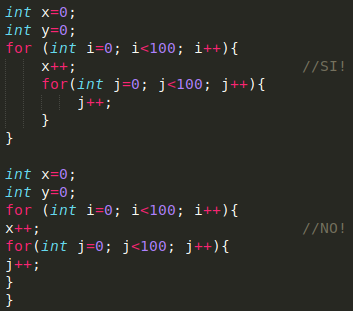 int x=0;
int y=0;
for (int i=0; i<100; i++){
    x++;                          //SI!
    for(int j=0; j<100; j++){
        j++;
    }
}

int x=0;
int y=0;
for (int i=0; i<100; i++){
x++;                              //NO!
for(int j=0; j<100; j++){
j++;
}
}